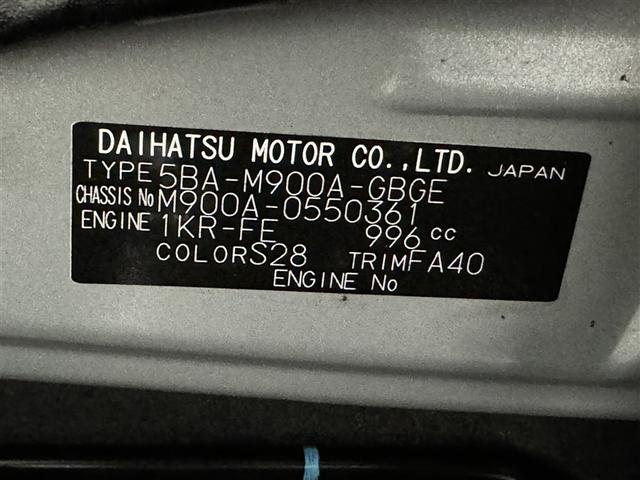 DAIHATSU MOTOR CO.,LTD. JAPAN
TYPE 5BA-M900A-GBGE
CHASSIS No M900A-0550361
ENGINE 1KR-FE 996 cc
COLOR S28 TRIM FA40
ENGINE No